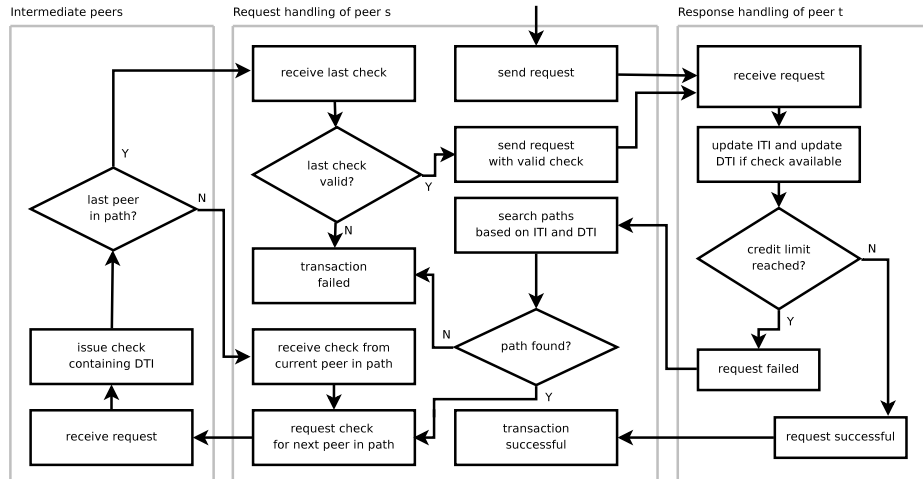 Intermediate peers
Request handling of peer s
Response handling of peer t
receive last check
send request
receive request
last check
valid?
Y
send request
with valid check
update ITI and update
DTI if check available
Y
last peer
in path?
N
N
search paths
based on ITI and DTI
credit limit
reached?
N
transaction
failed
Y
issue check
containing DTI
receive check from
current peer in path
N
path found?
Y
request failed
receive request
request check
for next peer in path
transaction
successful
request successful